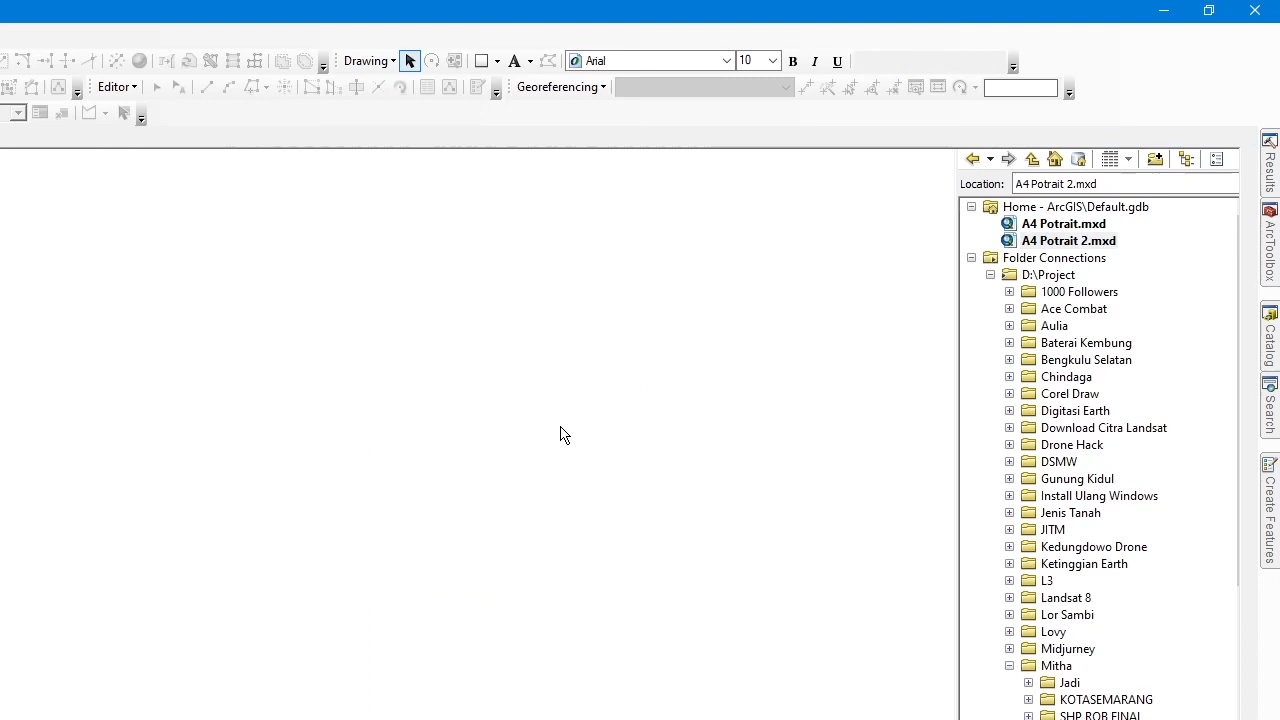 Drawing A Arial 10 B I U
Editor Georeferencing
Location: A4 Potrait 2.mxd
Home - ArcGIS\Default.gdb
A4 Potrait.mxd
A4 Potrait 2.mxd
Folder Connections
D:\Project
1000 Followers
Ace Combat
Aulia
Baterai Kembung
Bengkulu Selatan
Chindaga
Corel Draw
Digitasi Earth
Download Citra Landsat
Drone Hack
DSMW
Gunung Kidul
Install Ulang Windows
Jenis Tanah
JITM
Kedungdowo Drone
Ketinggian Earth
L3
Landsat 8
Lor Sambi
Lovy
Midjurney
Mitha
Jadi
KOTASEMARANG
SHP ROB FINAL
Results
ArcToolbox
Catalog
Search
Create Features